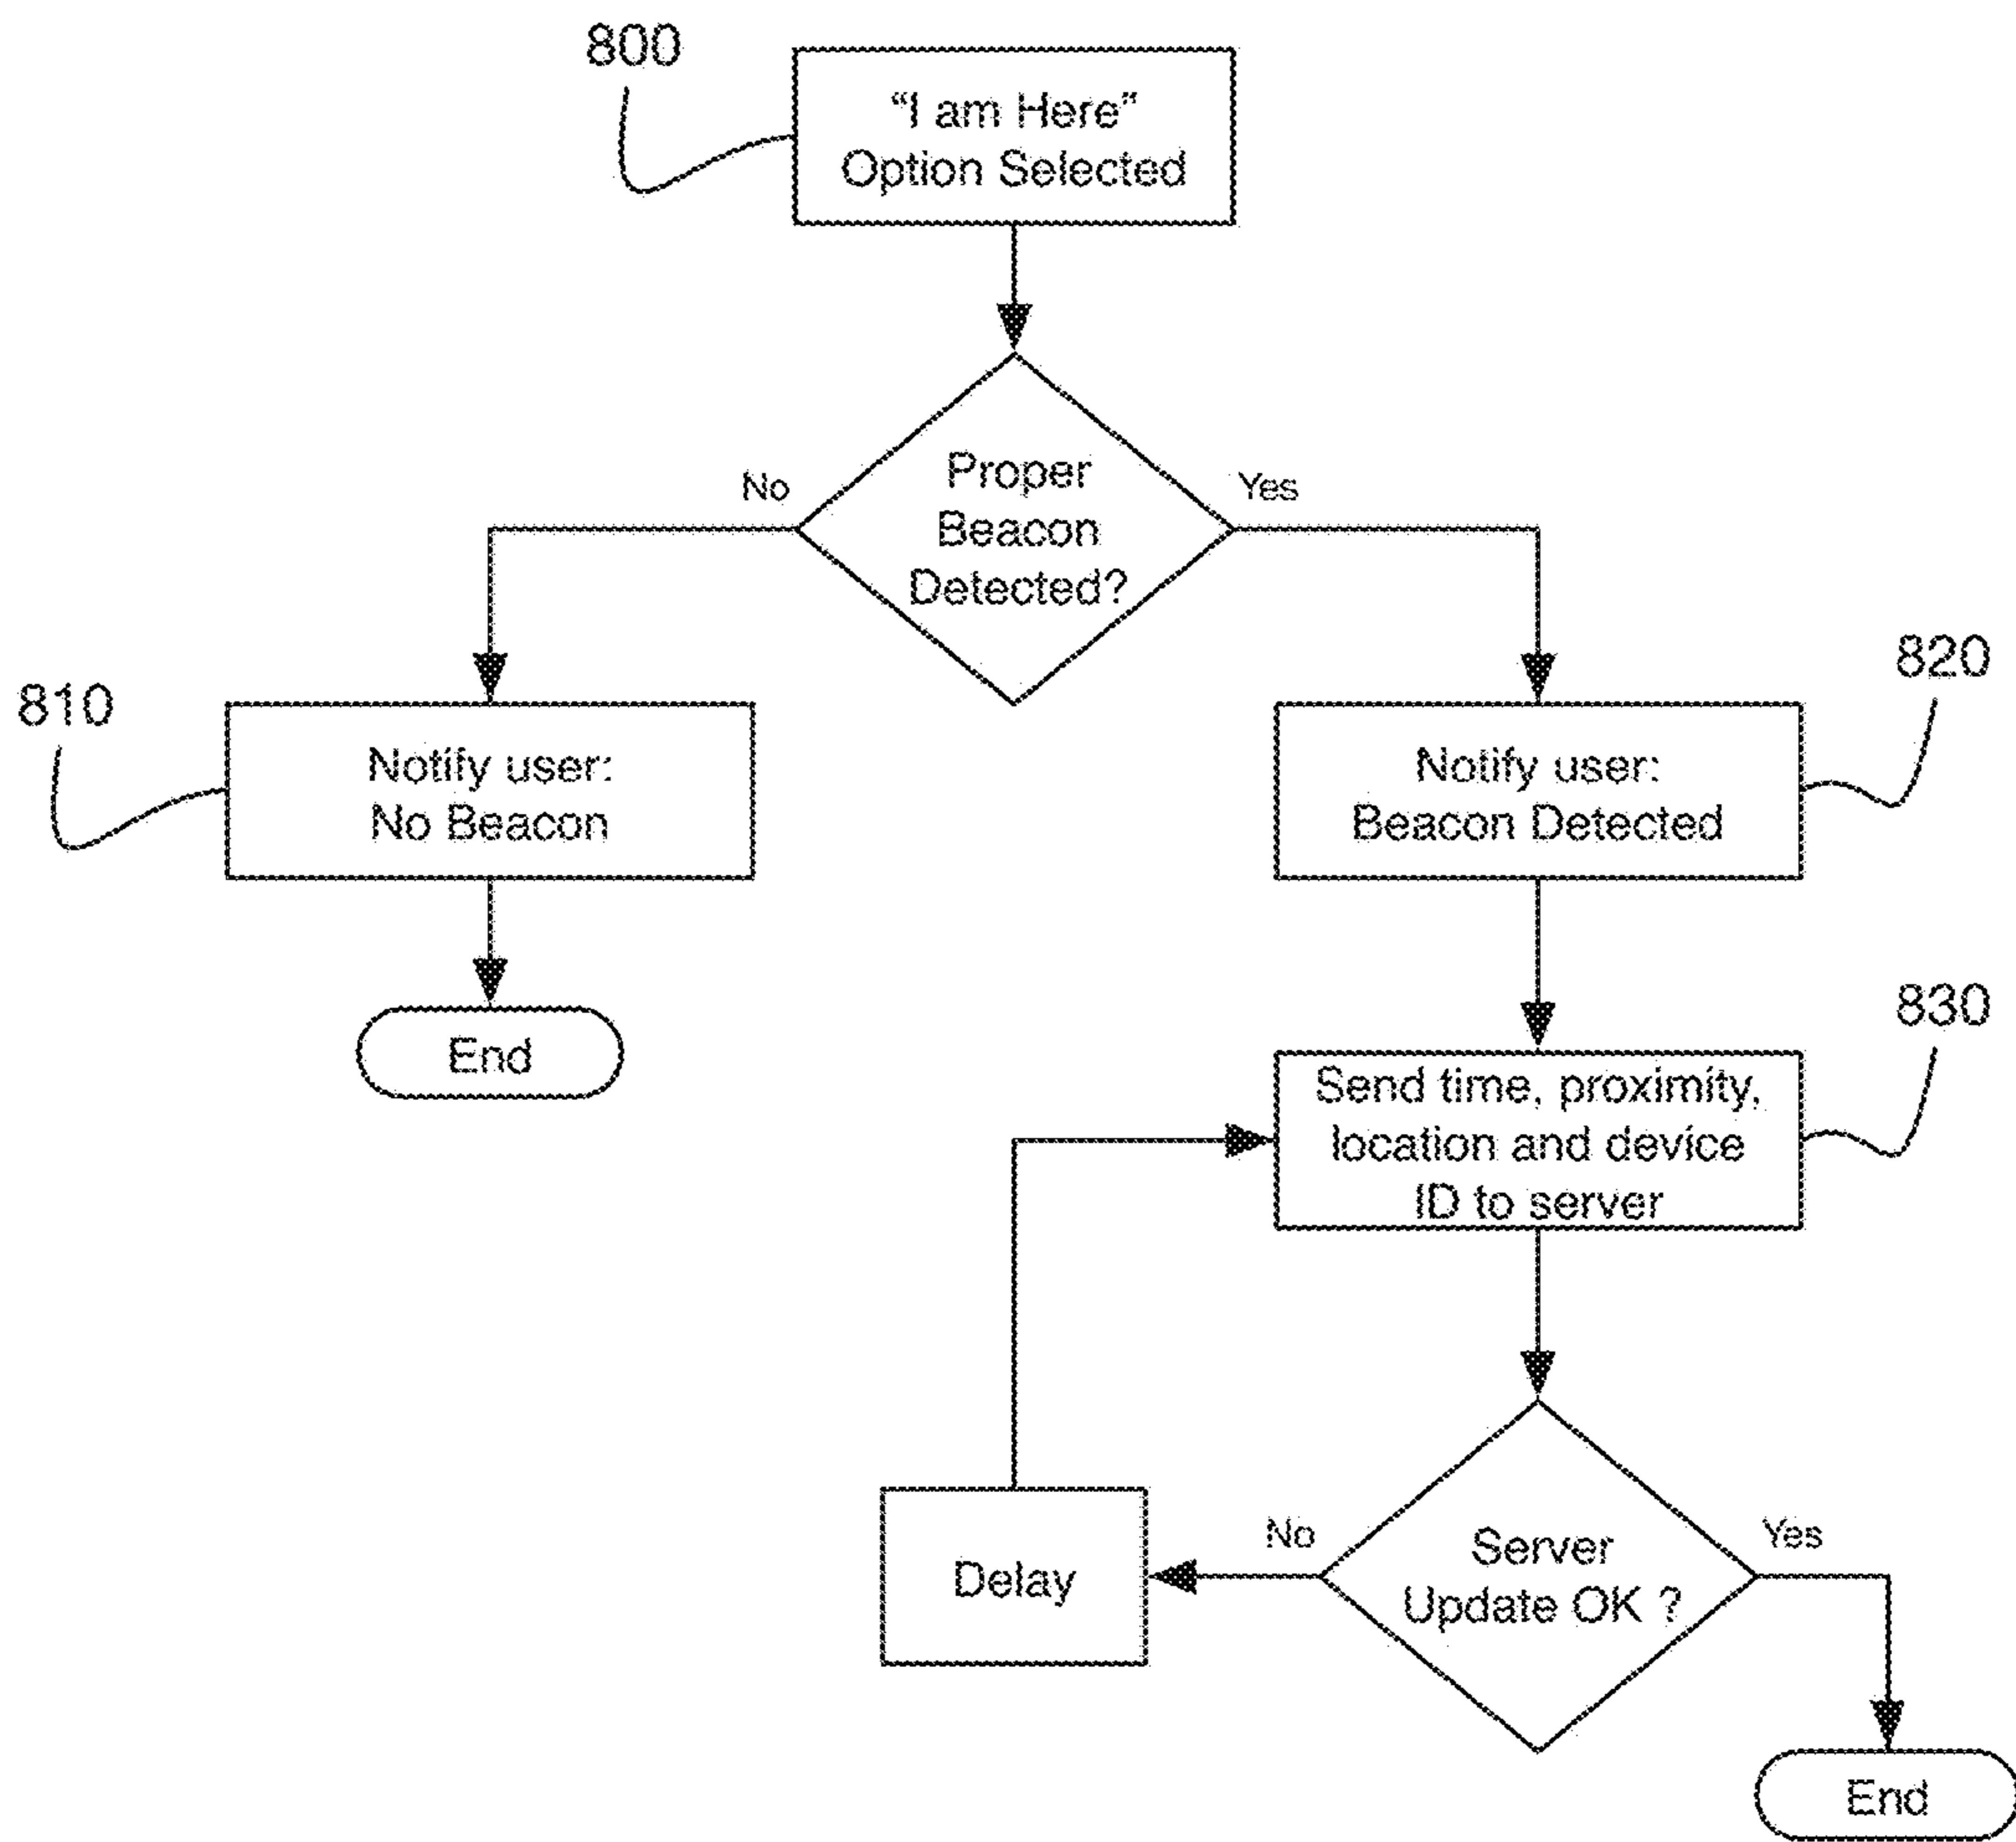 800
“I am Here”
Option Selected
No
Proper
Beacon
Detected?
Yes
810
Notify user:
No Beacon
820
Notify user:
Beacon Detected
End
830
Send time, proximity,
location and device
ID to server
Delay
No
Server
Update OK ?
Yes
End